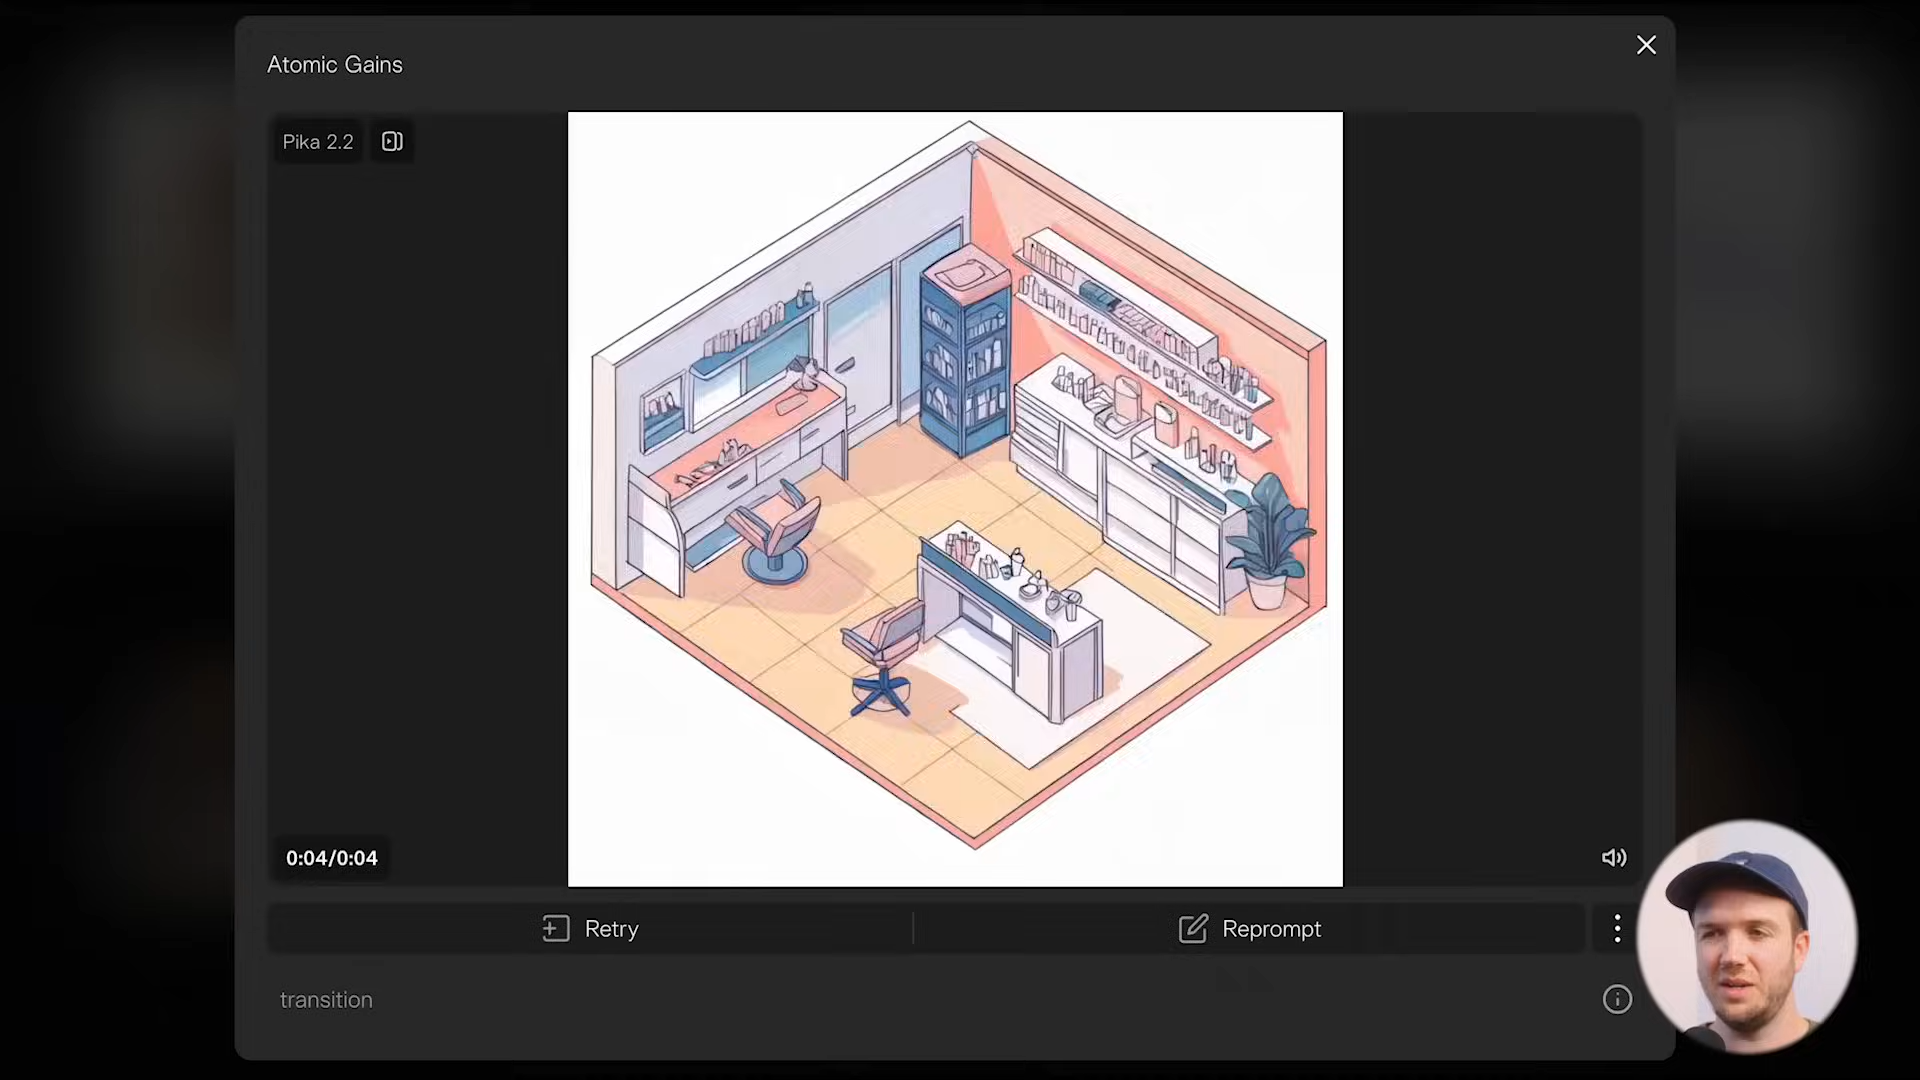 Atomic Gains
Pika 2.2
0:04/0:04
Retry
Reprompt
transition